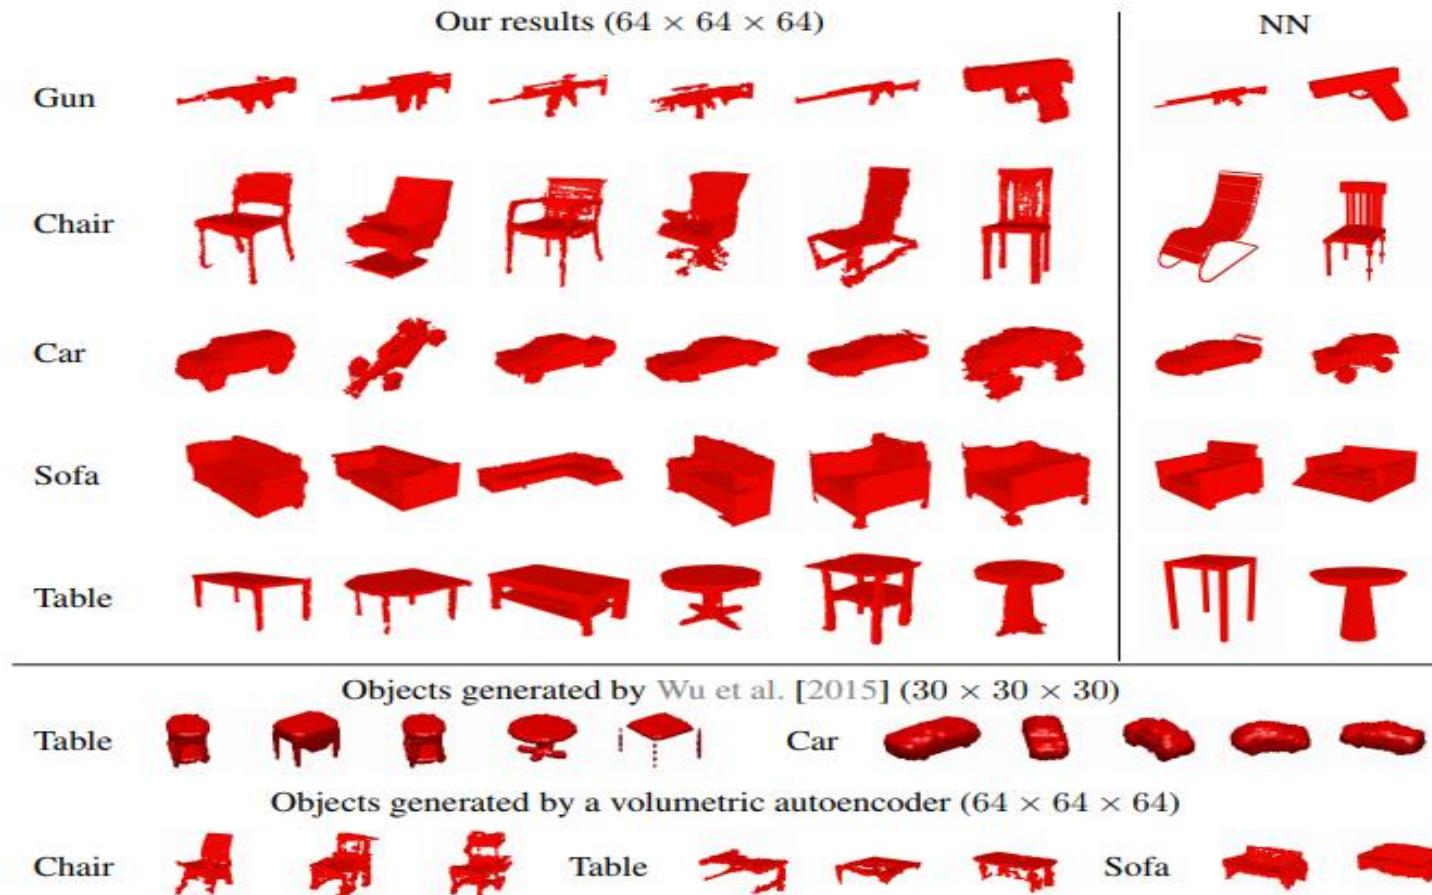 Our results (64 × 64 × 64) NN
Gun
Chair
Car
Sofa
Table
Objects generated by Wu et al. [2015] (30 × 30 × 30)
Table Car
Objects generated by a volumetric autoencoder (64 × 64 × 64)
Chair Table Sofa